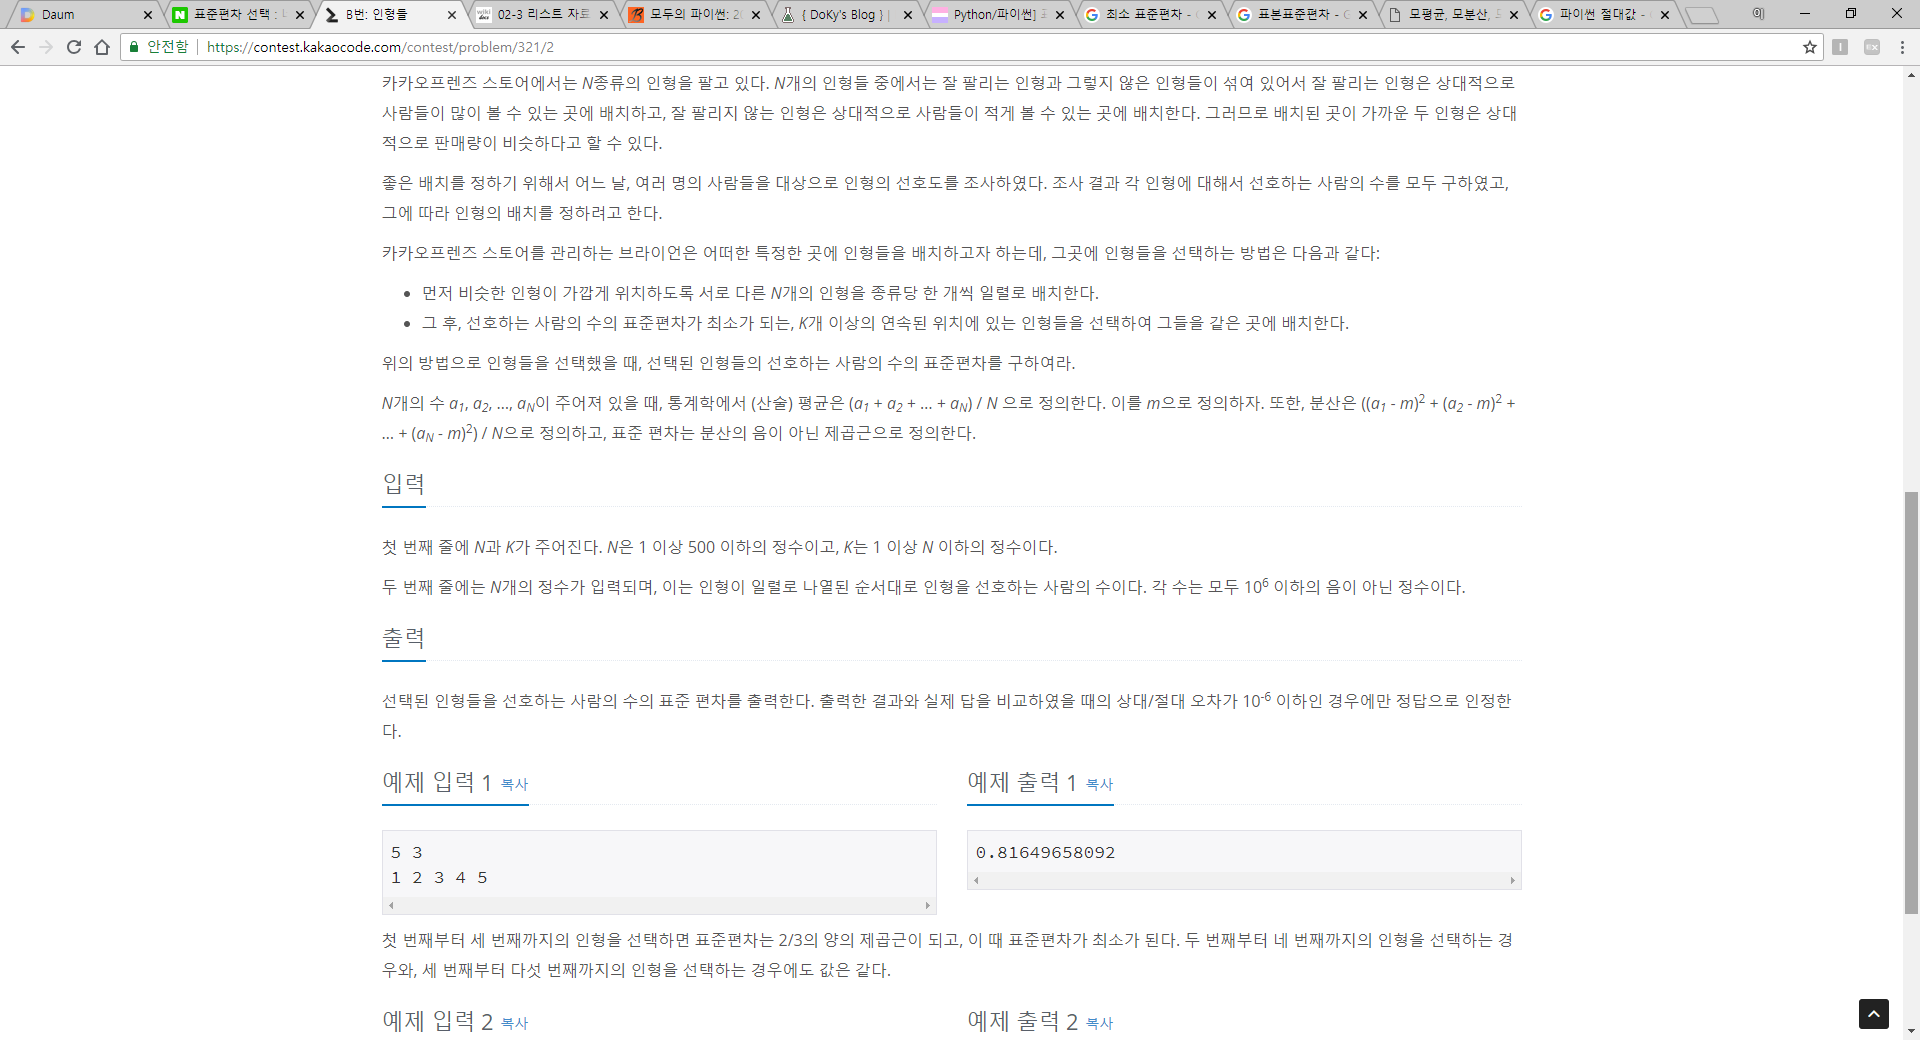 Daum
표준편차 선택 : 네
B번: 인형들
02-3 리스트 자료
모두의 파이썬: 20
{ DoKy's Blog } |
Python/파이썬]
최소 표준편차 - G
표본표준편차 - G
모평균, 모분산, 표
파이썬 절대값 -
안전함 | https://contest.kakaocode.com/contest/problem/321/2
카카오프렌즈 스토어에서는 N종류의 인형을 팔고 있다. N개의 인형들 중에서는 잘 팔리는 인형과 그렇지 않은 인형들이 섞여 있어서 잘 팔리는 인형은 상대적으로
사람들이 많이 볼 수 있는 곳에 배치하고, 잘 팔리지 않는 인형은 상대적으로 사람들이 적게 볼 수 있는 곳에 배치한다. 그러므로 배치된 곳이 가까운 두 인형은 상대
적으로 판매량이 비슷하다고 할 수 있다.
좋은 배치를 정하기 위해서 어느 날, 여러 명의 사람들을 대상으로 인형의 선호도를 조사하였다. 조사 결과 각 인형에 대해서 선호하는 사람의 수를 모두 구하였고,
그에 따라 인형의 배치를 정하려고 한다.
카카오프렌즈 스토어를 관리하는 브라이언은 어떠한 특정한 곳에 인형들을 배치하고자 하는데, 그곳에 인형들을 선택하는 방법은 다음과 같다:
• 먼저 비슷한 인형이 가깝게 위치하도록 서로 다른 N개의 인형을 종류당 한 개씩 일렬로 배치한다.
• 그 후, 선호하는 사람의 수의 표준편차가 최소가 되는, K개 이상의 연속된 위치에 있는 인형들을 선택하여 그들을 같은 곳에 배치한다.
위의 방법으로 인형들을 선택했을 때, 선택된 인형들의 선호하는 사람의 수의 표준편차를 구하여라.
N개의 수 a1, a2, ..., aN이 주어져 있을 때, 통계학에서 (산술) 평균은 (a1 + a2 + ... + aN) / N 으로 정의한다. 이를 m으로 정의하자. 또한, 분산은 ((a1 - m)2 + (a2 - m)2 +
... + (aN - m)2) / N으로 정의하고, 표준 편차는 분산의 음이 아닌 제곱근으로 정의한다.
입력
첫 번째 줄에 N과 K가 주어진다. N은 1 이상 500 이하의 정수이고, K는 1 이상 N 이하의 정수이다.
두 번째 줄에는 N개의 정수가 입력되며, 이는 인형이 일렬로 나열된 순서대로 인형을 선호하는 사람의 수이다. 각 수는 모두 106 이하의 음이 아닌 정수이다.
출력
선택된 인형들을 선호하는 사람의 수의 표준 편차를 출력한다. 출력한 결과와 실제 답을 비교하였을 때의 상대/절대 오차가 10-6 이하인 경우에만 정답으로 인정한
다.
예제 입력 1 복사
5 3
1 2 3 4 5
예제 출력 1 복사
0.81649658092
첫 번째부터 세 번째까지의 인형을 선택하면 표준편차는 2/3의 양의 제곱근이 되고, 이 때 표준편차가 최소가 된다. 두 번째부터 네 번째까지의 인형을 선택하는 경
우와, 세 번째부터 다섯 번째까지의 인형을 선택하는 경우에도 값은 같다.
예제 입력 2 복사
예제 출력 2 복사